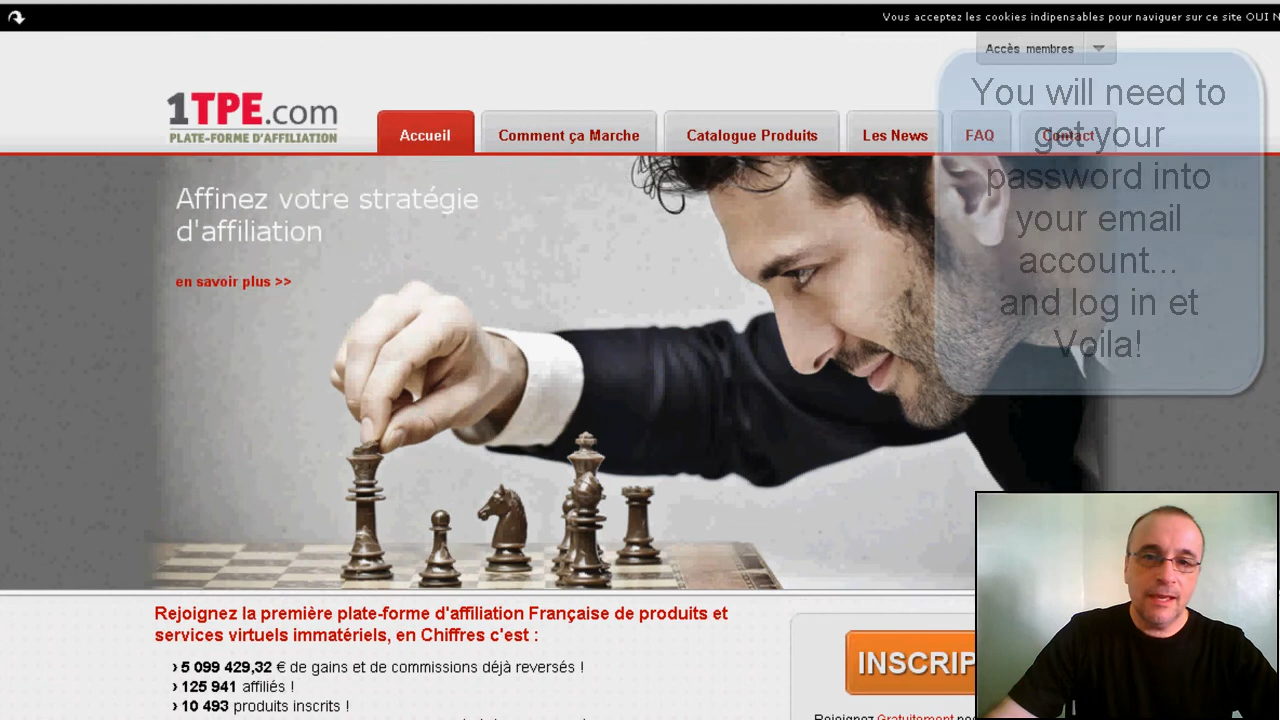 Vous acceptez les cookies indispensables pour naviguer sur ce site OUI N
Accès membres
1TPE.com
PLATE-FORME D'AFFILIATION
Accueil
Comment ça Marche
Catalogue Produits
Les News
FAQ
Contact
You will need to
get your
password into
your email
account...
and log in et
Voila!
Affinez votre stratégie
d'affiliation
en savoir plus >>
Rejoignez la première plate-forme d'affiliation Française de produits et
services virtuels immatériels, en Chiffres c'est :
› 5 099 429,32 € de gains et de commissions déjà reversés !
› 125 941 affiliés !
› 10 493 produits inscrits !
INSCRIP
Rejoignez Gratuitement